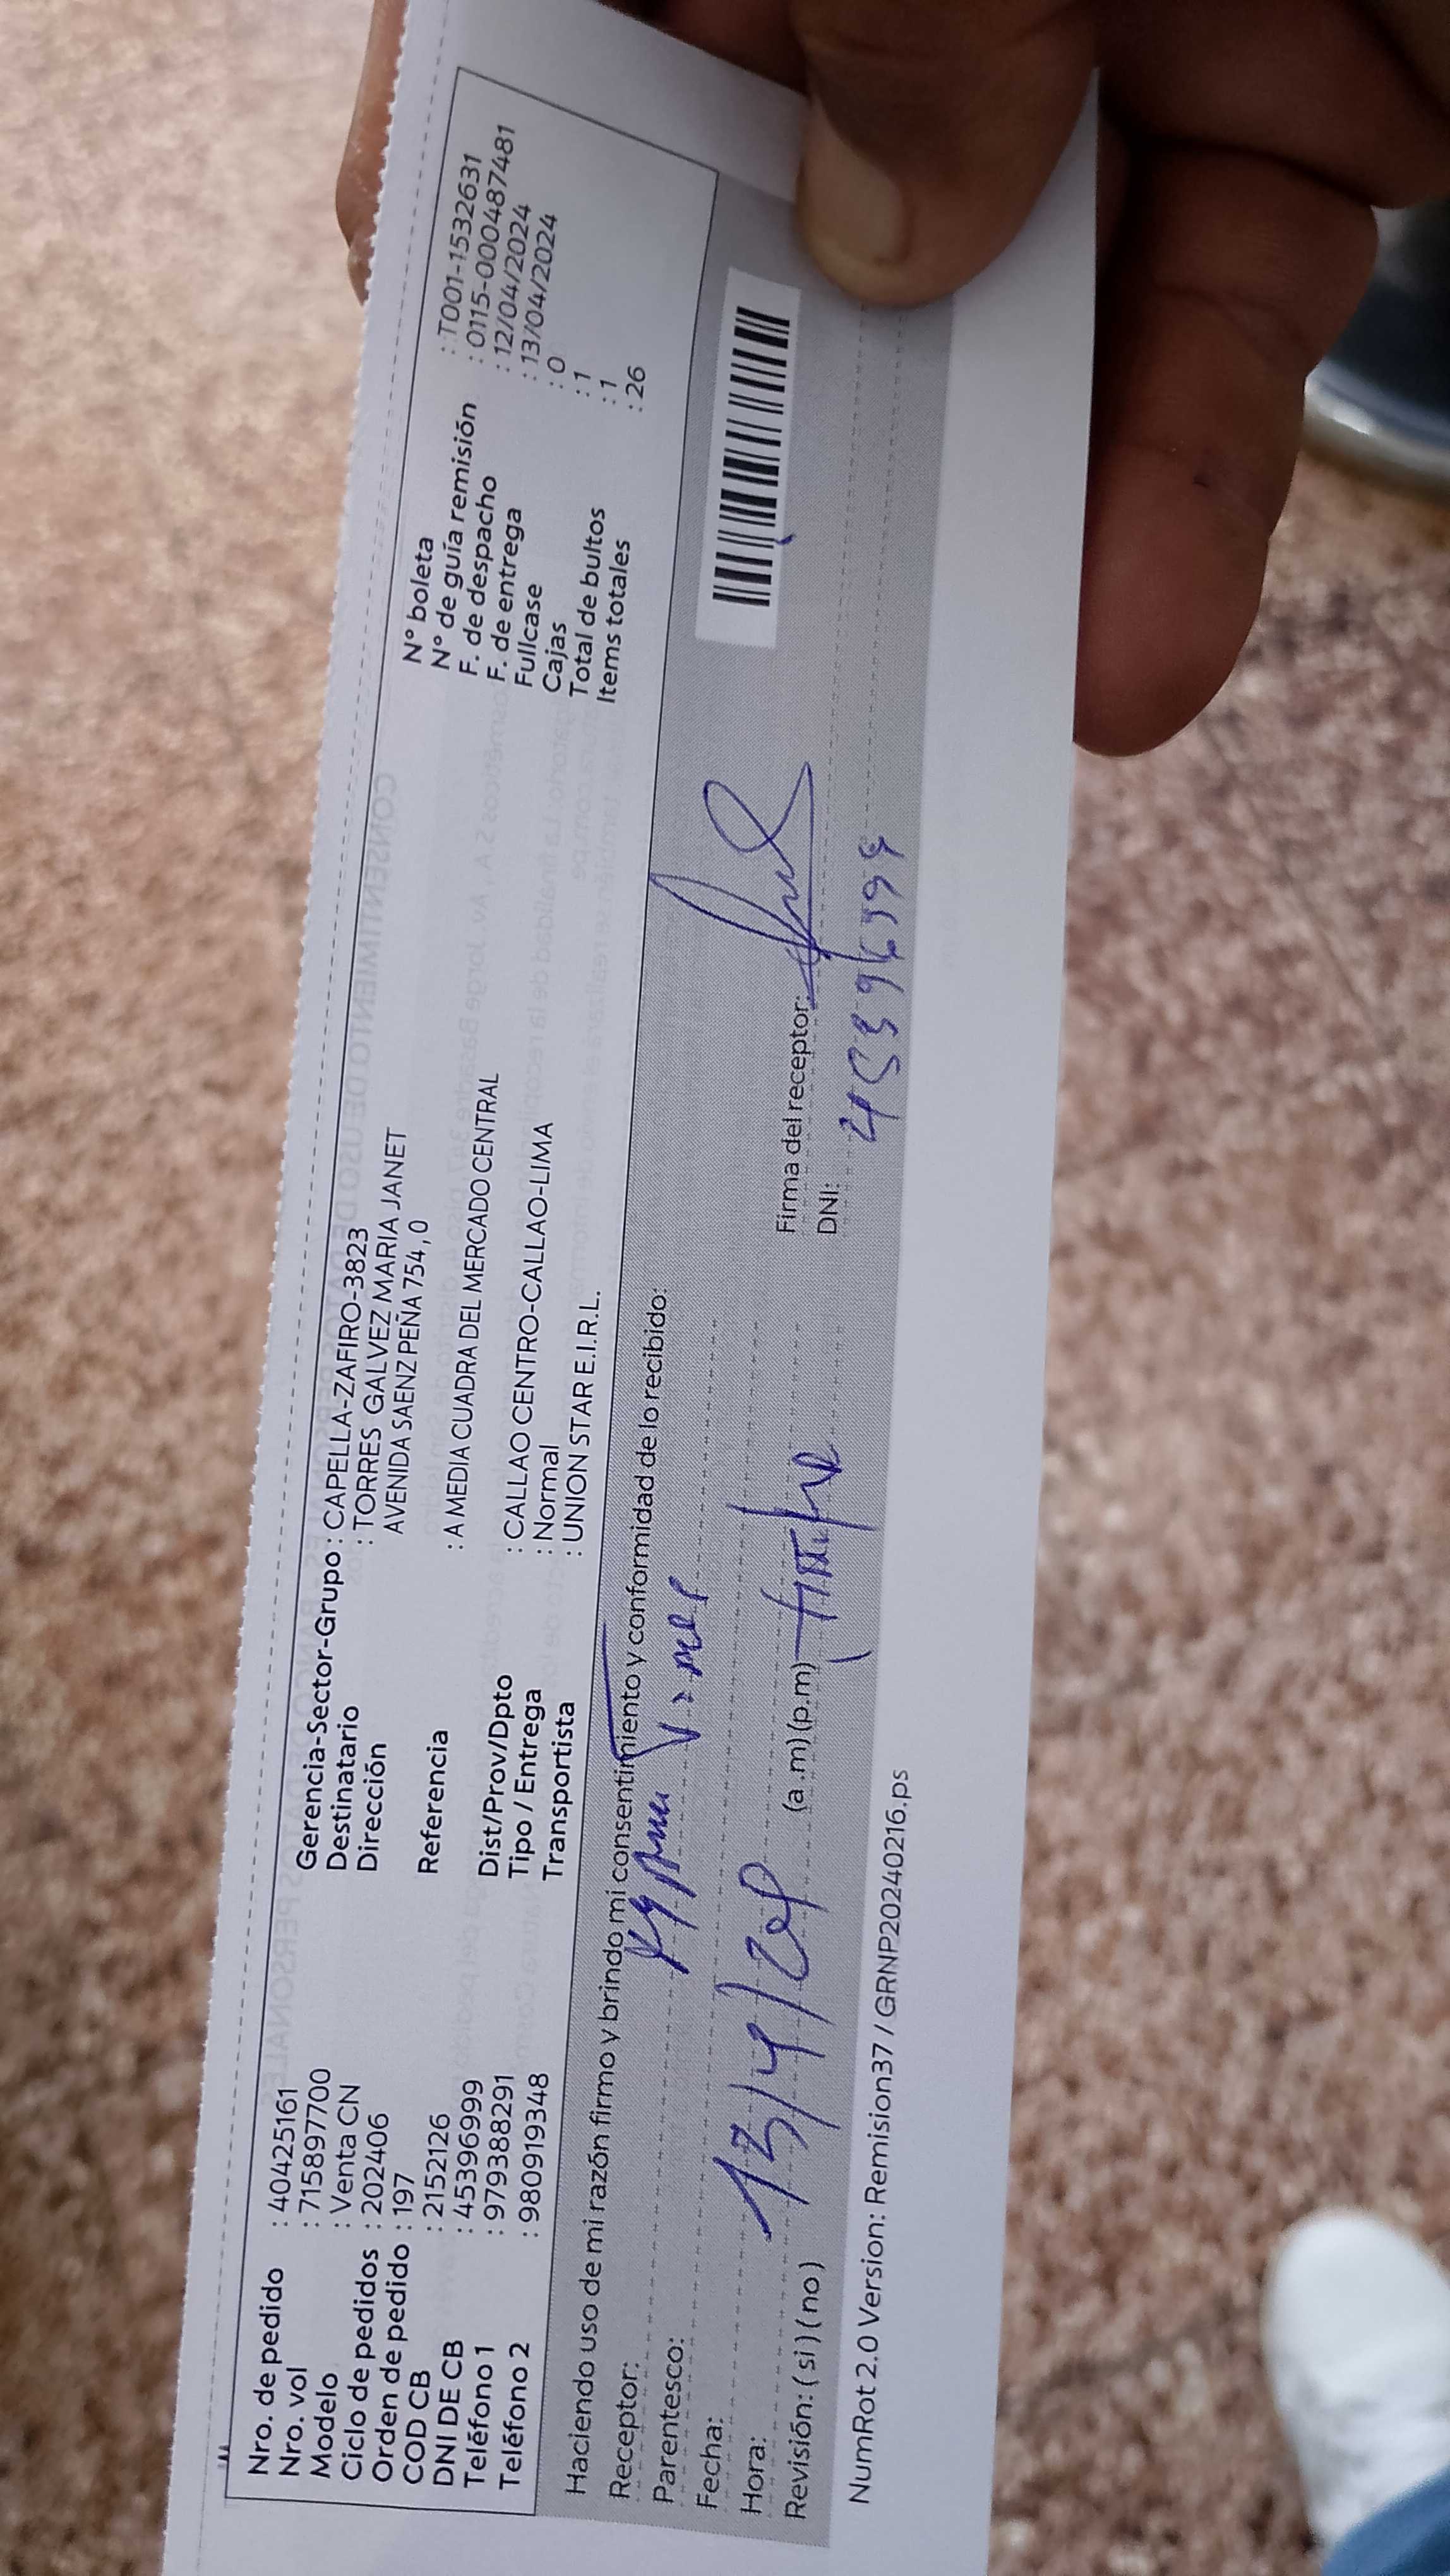 Nro. de pedido : 40425161
Nro. vol : 715897700
Modelo : Venta CN
Ciclo de pedidos : 202406
Orden de pedido : 197
COD CB : 2152126
DNI DE CB : 45396999
Teléfono 1 : 979388291
Teléfono 2 : 980919348
Gerencia-Sector-Grupo : CAPELLA-ZAFIRO-3823
Destinatario : TORRES GALVEZ MARIA JANET
Dirección AVENIDA SAENZ PEÑA 754, 0
Referencia : A MEDIA CUADRA DEL MERCADO CENTRAL
Dist/Prov/Dpto : CALLAO CENTRO-CALLAO-LIMA
Tipo / Entrega : Normal
Transportista : UNION STAR E.I.R.L.
N° boleta :
N° de guía remisión : T001-1532631
F. de despacho : 0115-0000487481
F. de entrega : 12/04/2024
Fullcase : 13/04/2024
Cajas : 0
: 1
Total de bultos : 1
Items totales : 26
Haciendo uso de mi razón firmo y brindo mi consentimiento y conformidad de lo recibido:
Receptor:
Parentesco:
Fecha: 13/4/
Hora: (a.m) (p.m)
Revisión: ( si ) ( no )
Firma del receptor:
DNI: 45396999
NumRot 2.0 Version: Remision37 / GRNP20240216.ps